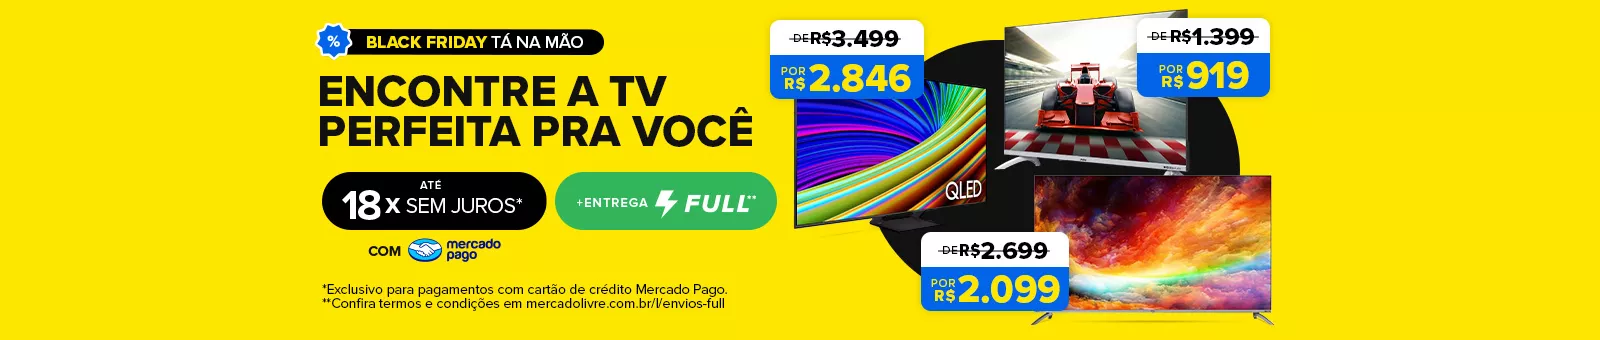 % BLACK FRIDAY TÁ NA MÃO
ENCONTRE A TV
PERFEITA PRA VOCÊ
ATÉ
18x SEM JUROS*
+ENTREGA FULL**
COM mercado pago
*Exclusivo para pagamentos com cartão de crédito Mercado Pago.
**Confira termos e condições em mercadolivre.com.br/l/envios-full
DE R$3.499
POR R$ 2.846
QLED
DE R$1.399
POR R$ 919
DE R$2.699
POR R$ 2.099